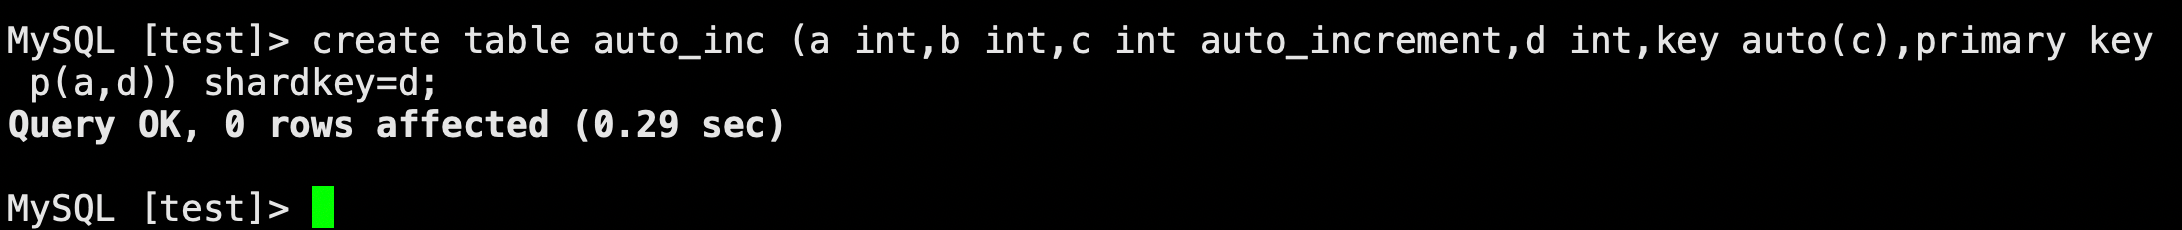 MySQL [test]> create table auto_inc (a int,b int,c int auto_increment,d int,key auto(c),primary key
 p(a,d)) shardkey=d;
Query OK, 0 rows affected (0.29 sec)
MySQL [test]>